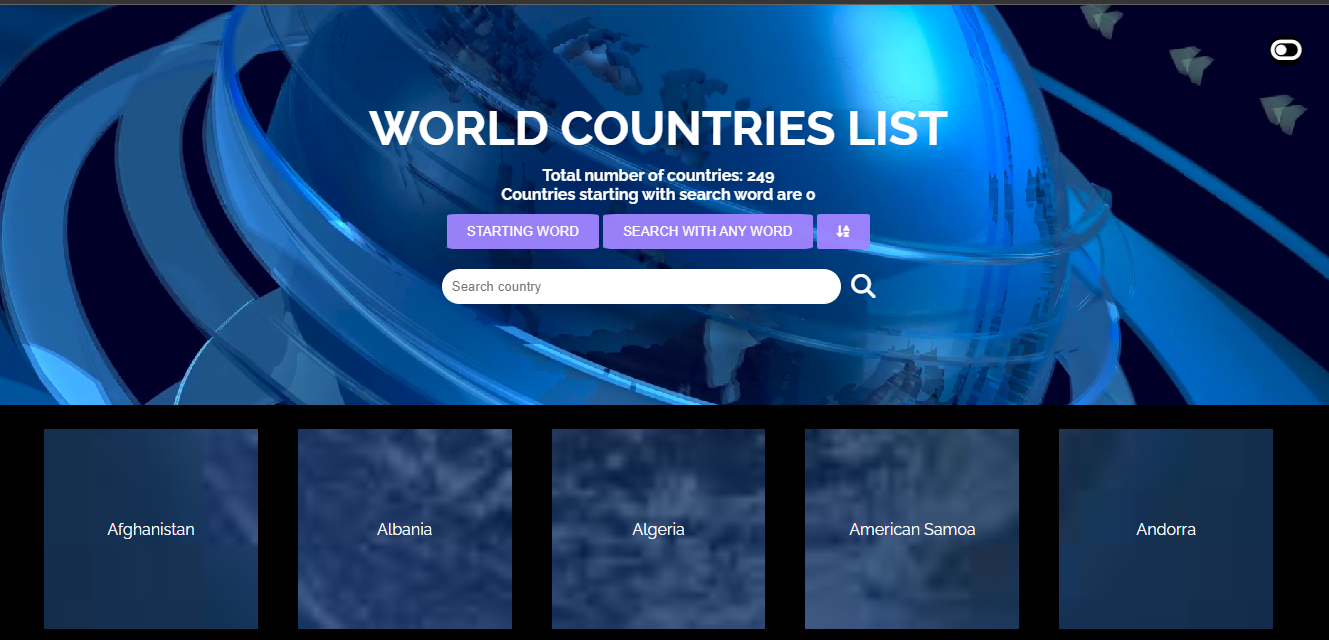 WORLD COUNTRIES LIST
Total number of countries: 249
Countries starting with search word are 0
STARTING WORD SEARCH WITH ANY WORD
Search country
Afghanistan Albania Algeria American Samoa Andorra